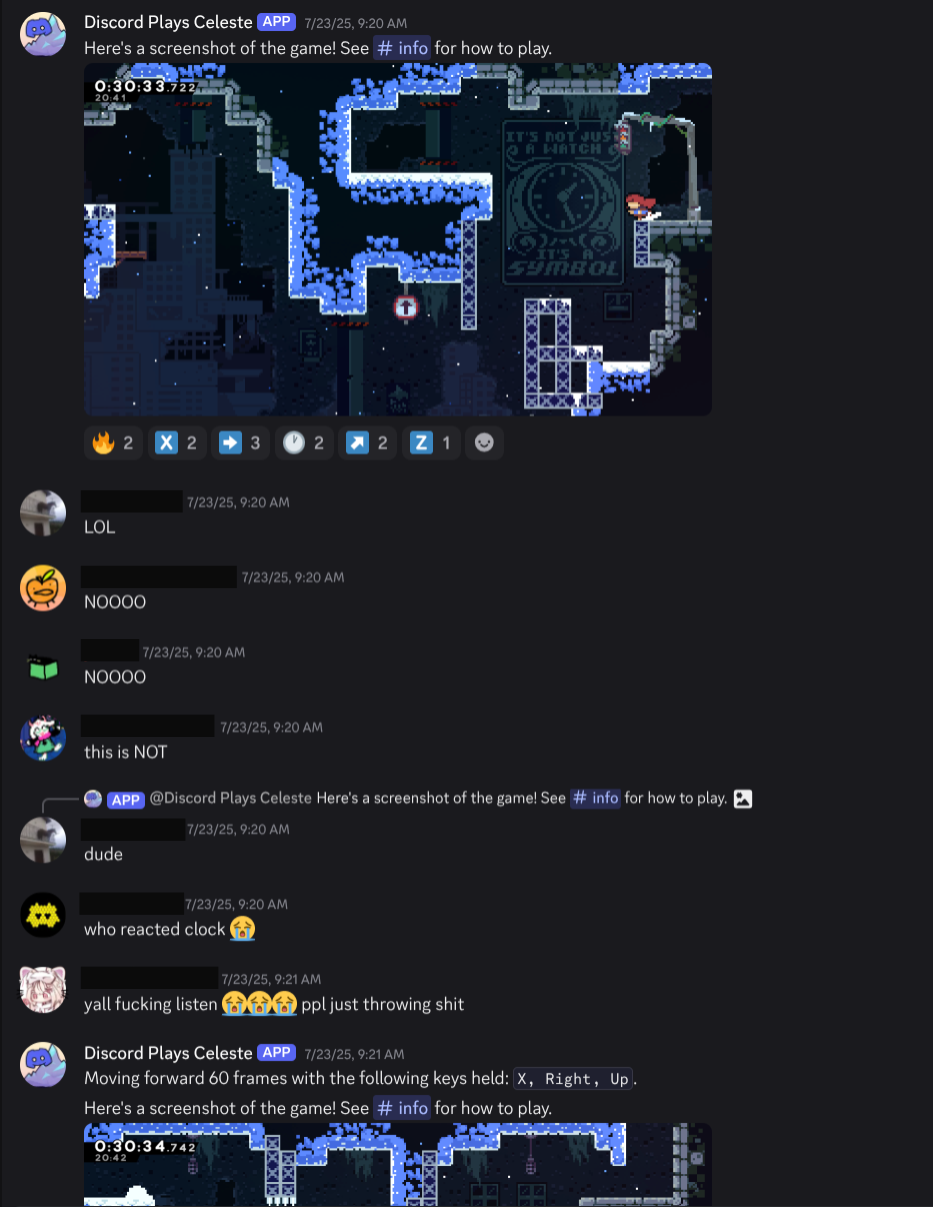 Discord Plays Celeste APP 7/23/25, 9:20 AM
Here's a screenshot of the game! See # info for how to play.
0:30:33.722
20:41
IT'S NOT JUST
A WATCH
IT'S A
SYMBOL
2 X 2 3 2 2 Z 1
7/23/25, 9:20 AM
LOL
7/23/25, 9:20 AM
NOOOO
7/23/25, 9:20 AM
NOOOO
7/23/25, 9:20 AM
this is NOT
APP @Discord Plays Celeste Here's a screenshot of the game! See # info for how to play.
7/23/25, 9:20 AM
dude
7/23/25, 9:20 AM
who reacted clock 😭
7/23/25, 9:21 AM
yall fucking listen 😭😭😭 ppl just throwing shit
Discord Plays Celeste APP 7/23/25, 9:21 AM
Moving forward 60 frames with the following keys held: X, Right, Up.
Here's a screenshot of the game! See # info for how to play.
0:30:34.742
20:42